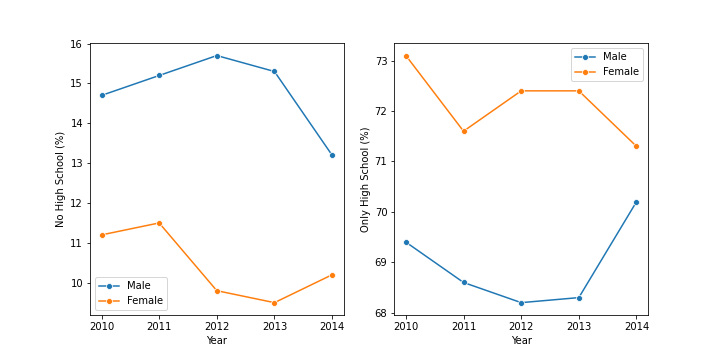 No High School (%)
16
15
14
13
12
11
10
Male
Female
2010 2011 2012 2013 2014
Year
Only High School (%)
73
72
71
70
69
68
Male
Female
2010 2011 2012 2013 2014
Year